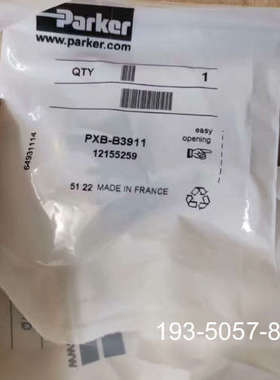 Parker
www.parker.com
QTY 1
PXB-B3911
12155259
easy
opening
64931114
51 22 MADE IN FRANCE
193-5057-8